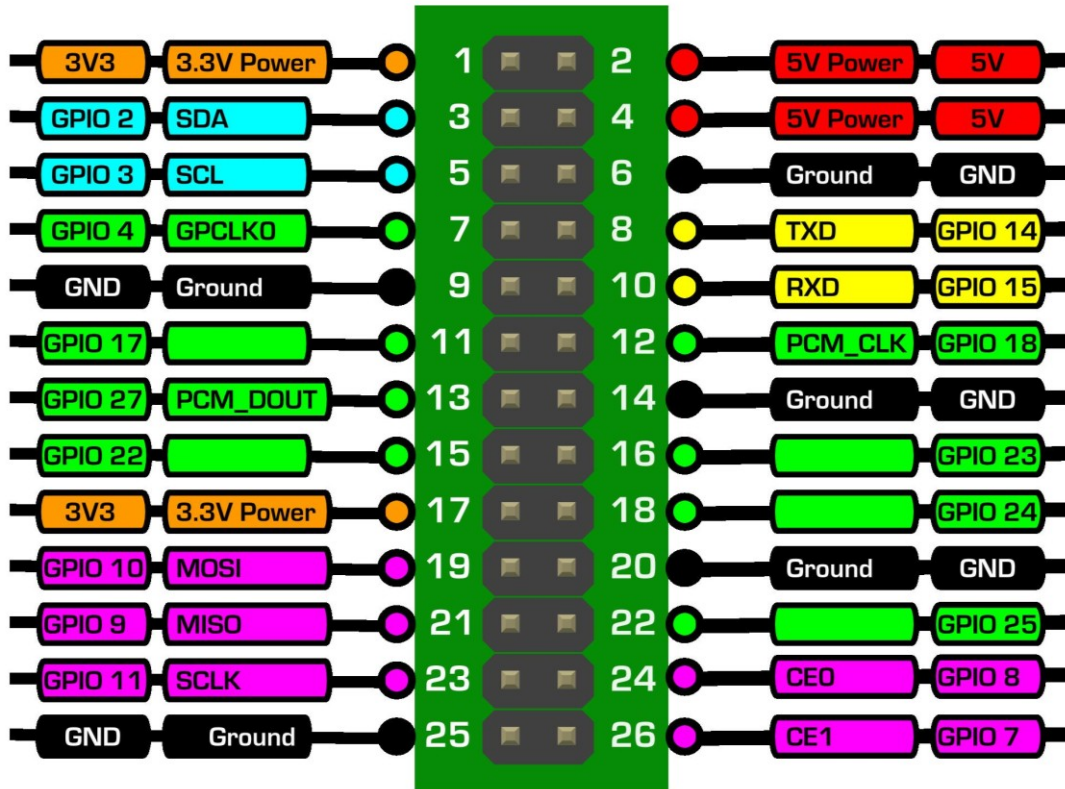 3V3 3.3V Power 1 2 5V Power 5V
GPIO 2 SDA 3 4 5V Power 5V
GPIO 3 SCL 5 6 Ground GND
GPIO 4 GPCLK0 7 8 TXD GPIO 14
GND Ground 9 10 RXD GPIO 15
GPIO 17 11 12 PCM_CLK GPIO 18
GPIO 27 PCM_DOUT 13 14 Ground GND
GPIO 22 15 16 GPIO 23
3V3 3.3V Power 17 18 GPIO 24
GPIO 10 MOSI 19 20 Ground GND
GPIO 9 MISO 21 22 GPIO 25
GPIO 11 SCLK 23 24 CE0 GPIO 8
GND Ground 25 26 CE1 GPIO 7